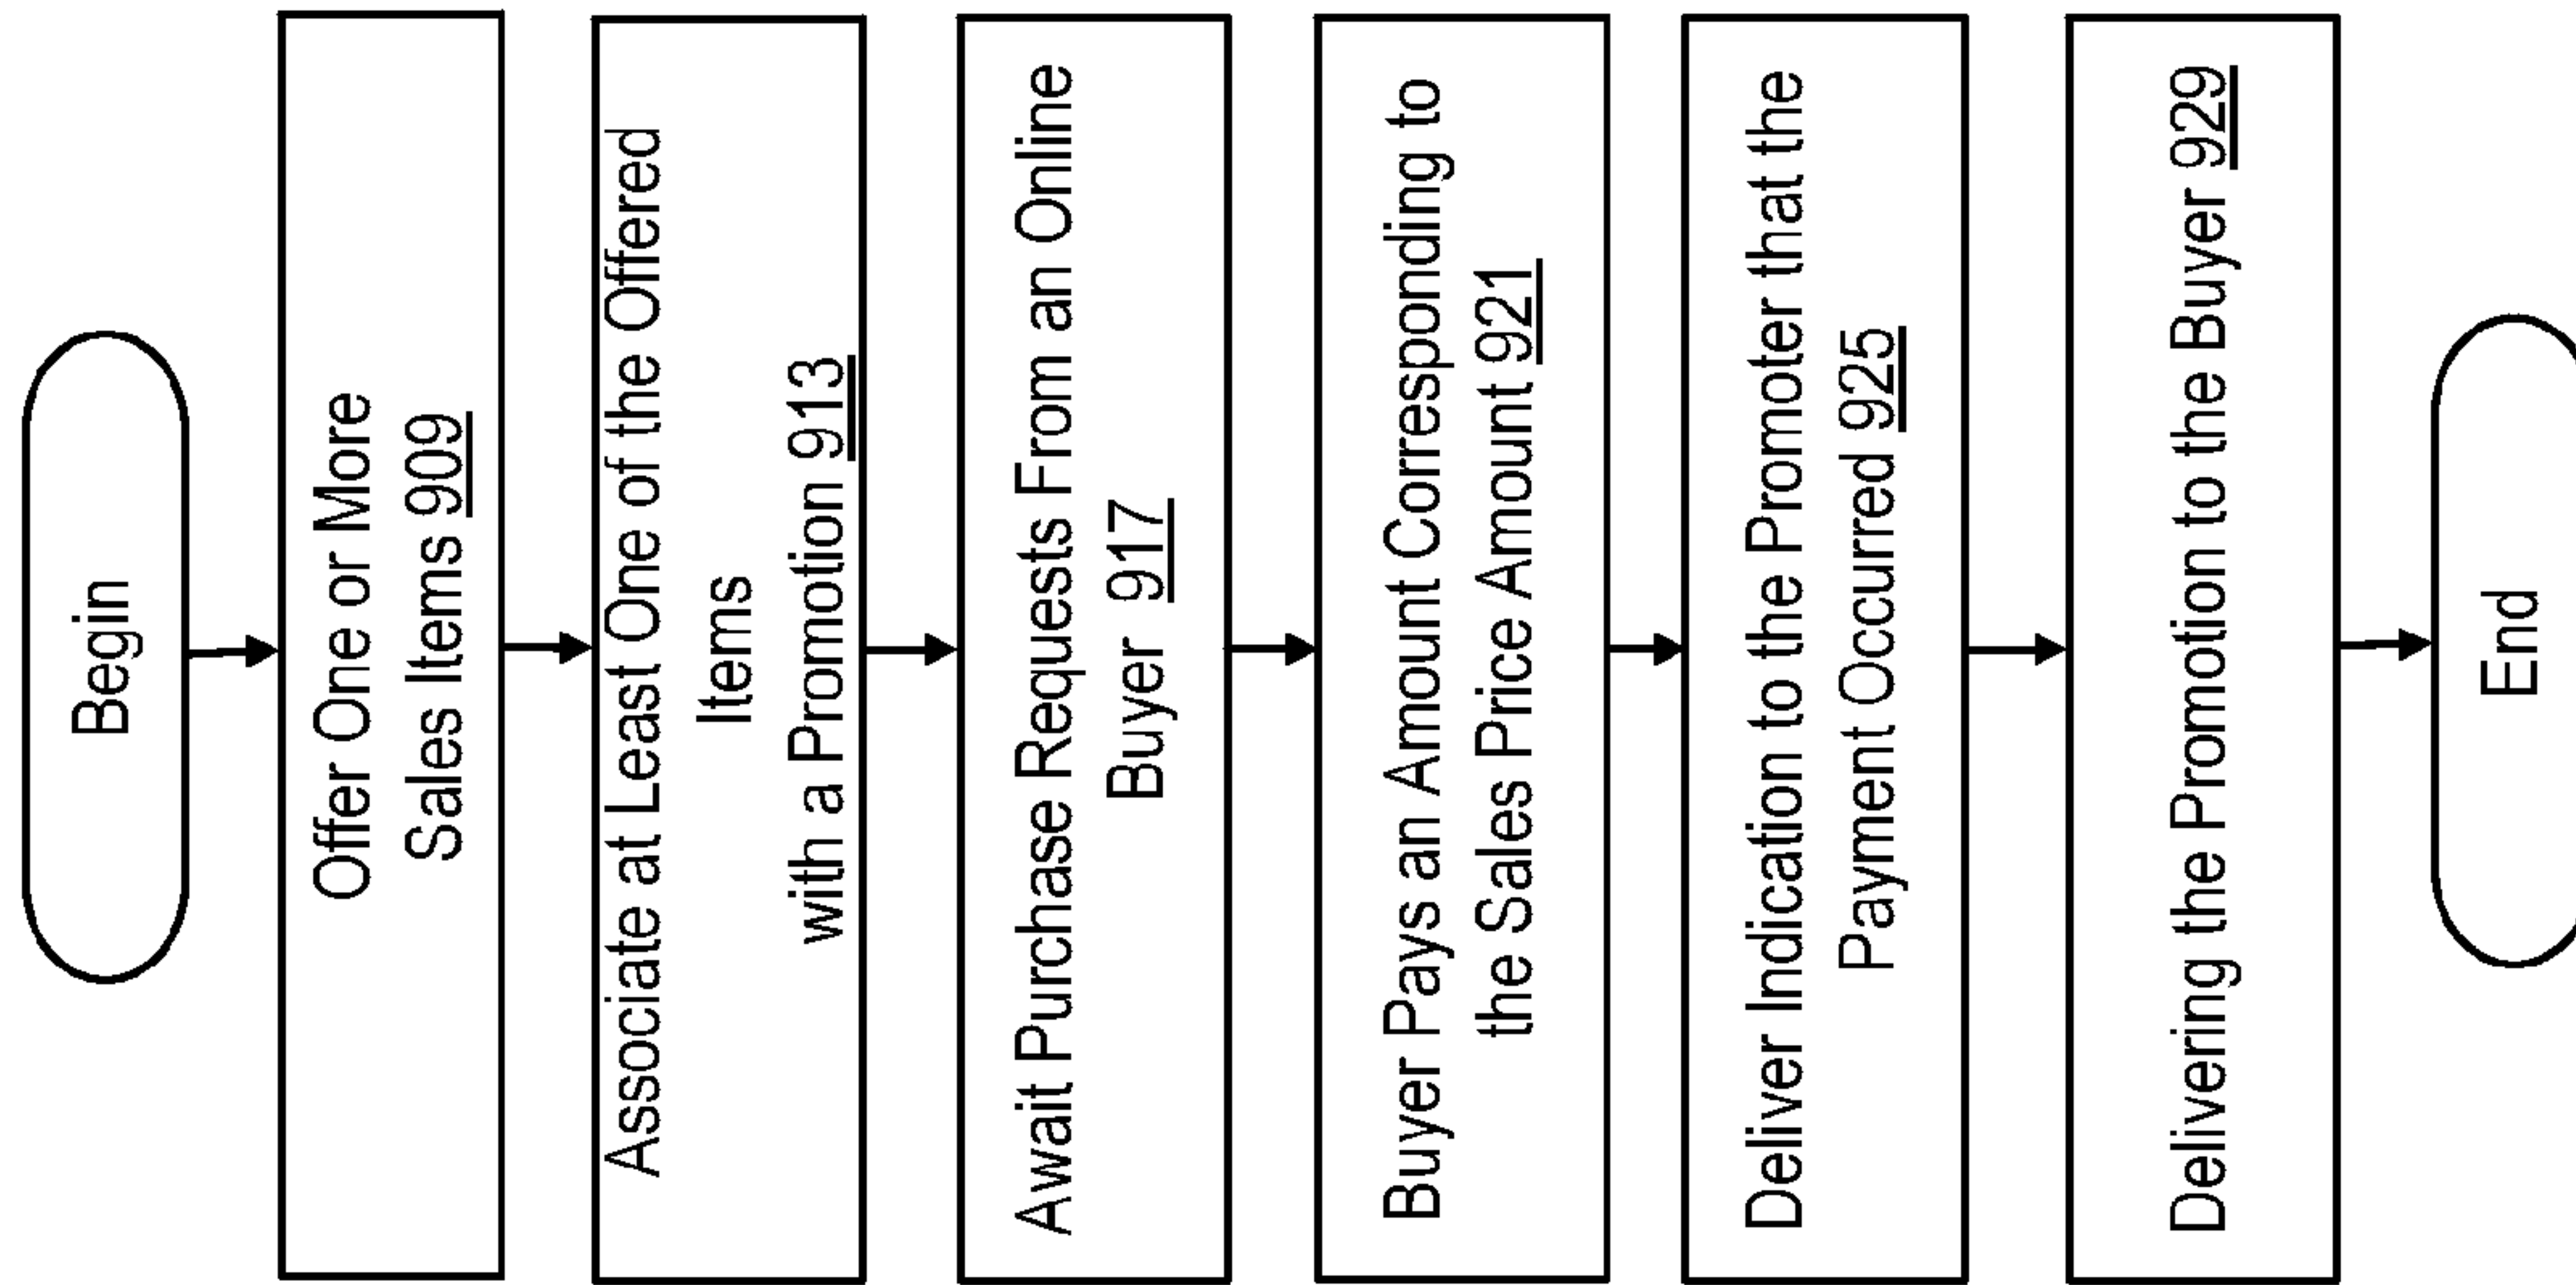 Begin
Offer One or More
Sales Items 909
Associate at Least One of the Offered
Items
with a Promotion 913
Await Purchase Requests From an Online
Buyer 917
Buyer Pays an Amount Corresponding to
the Sales Price Amount 921
Deliver Indication to the Promoter that the
Payment Occurred 925
Delivering the Promotion to the Buyer 929
End